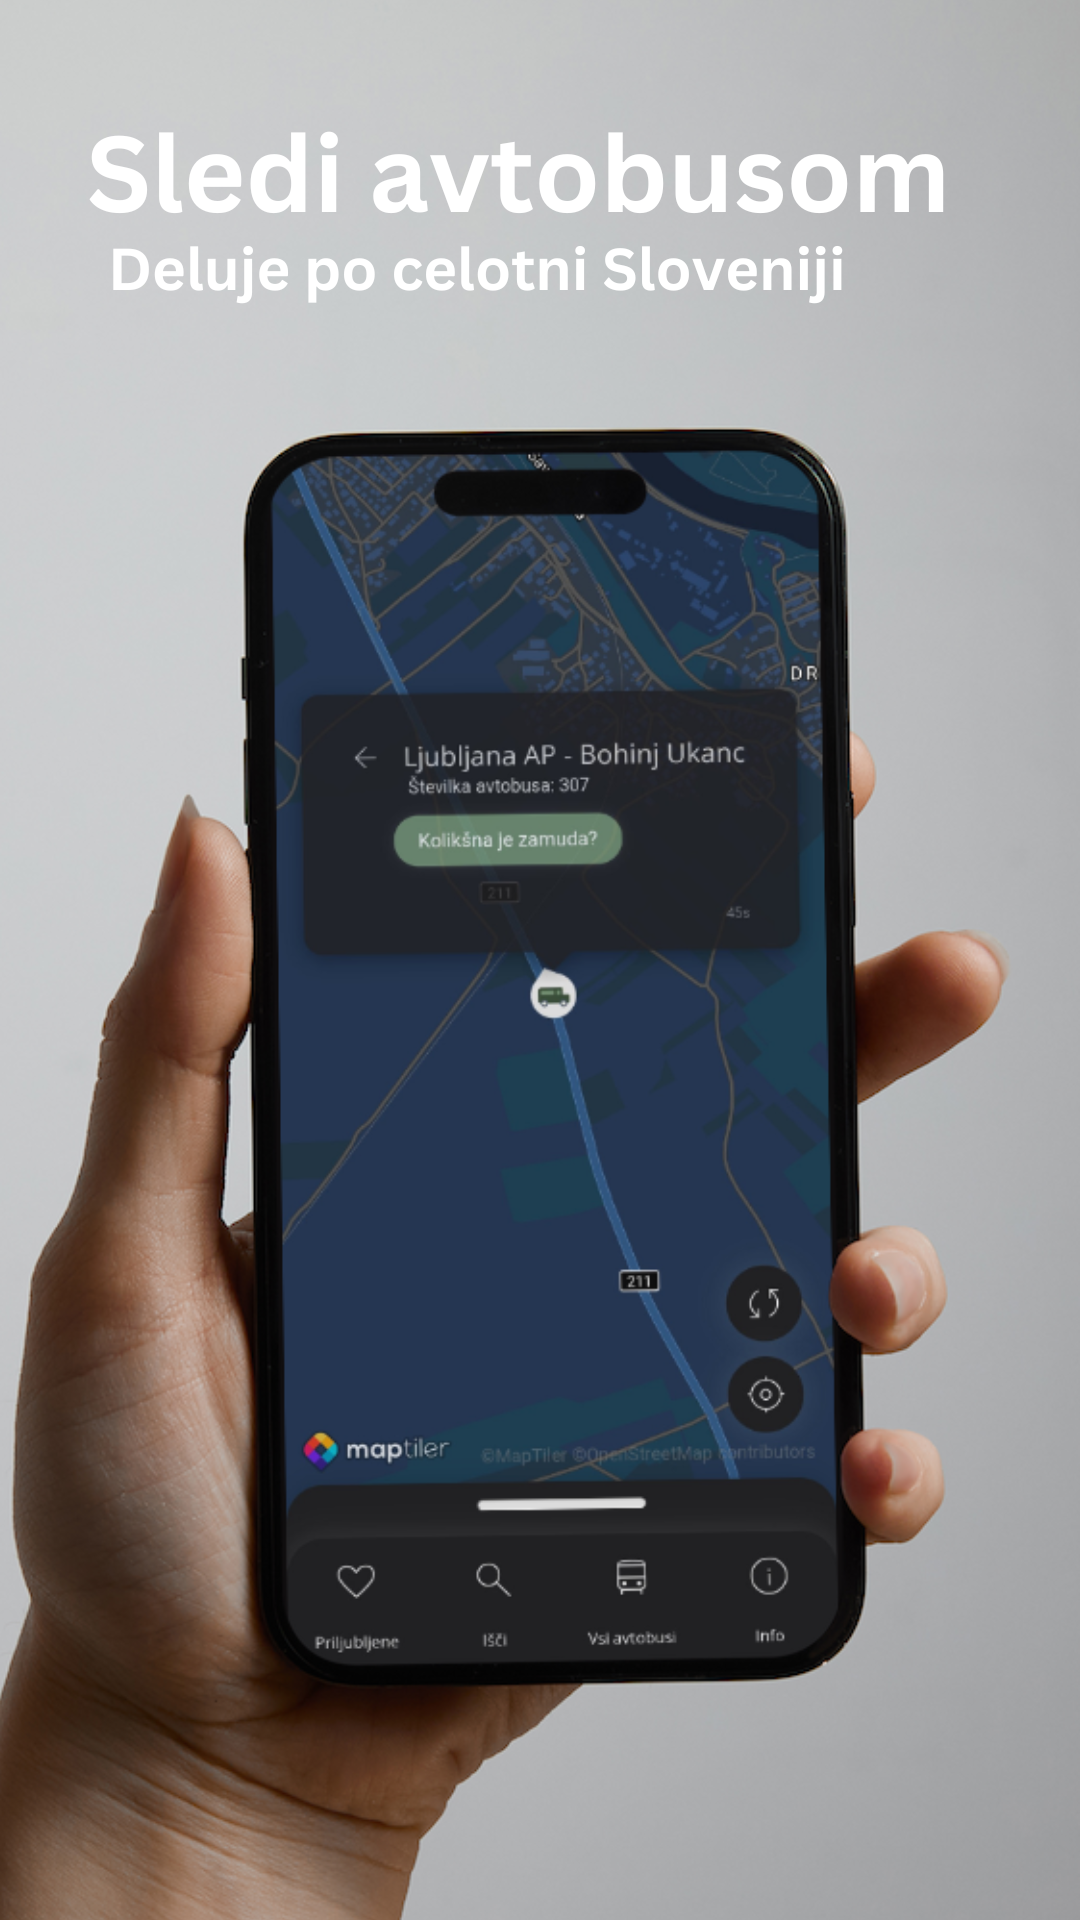 Sledi avtobusom
Deluje po celotni Sloveniji
DR
Ljubljana AP - Bohinj Ukanc
Številka avtobusa: 307
Kolikšna je zamuda?
211
45s
211
maptiler
©MapTiler ©OpenStreetMap contributors
Priljubljene
Išči
Vsi avtobusi
Info